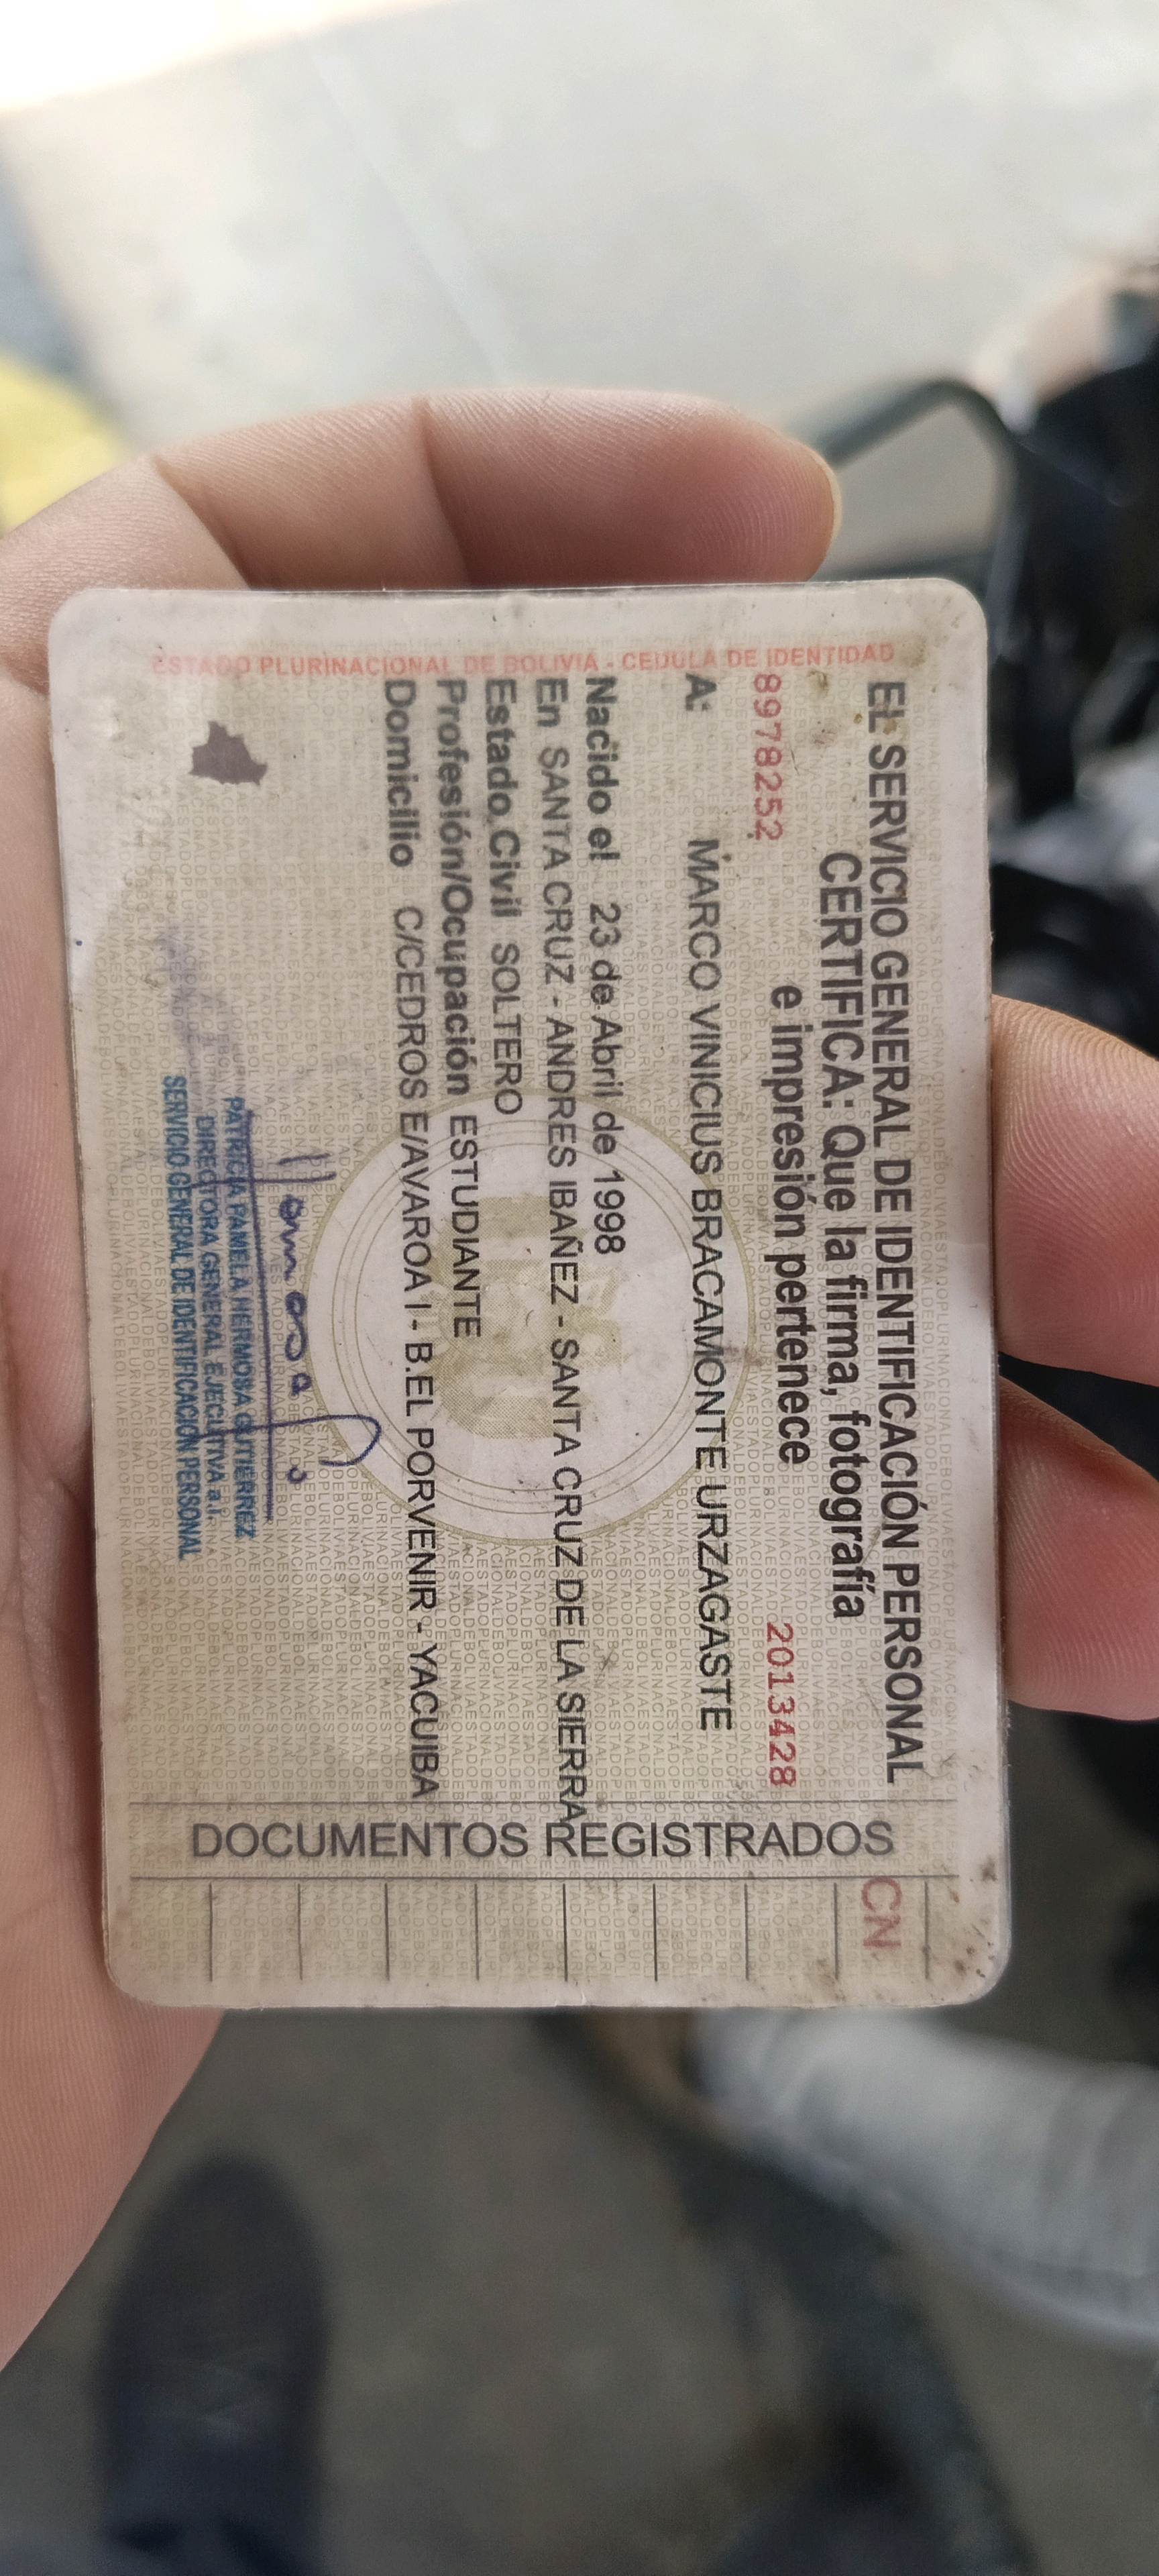 ESTADO PLURINACIONAL DE BOLIVIA - CEDULA DE IDENTIDAD
EL SERVICIO GENERAL DE IDENTIFICACIÓN PERSONAL
CERTIFICA: Que la firma, fotografía
e impresión pertenece
8978252
2013428
A: MARCO VINICIUS BRACAMONTE URZAGASTE
Nacido el 23 de Abril de 1998
En SANTA CRUZ - ANDRES IBAÑEZ - SANTA CRUZ DE LA SIERRA
Estado Civil SOLTERO
Profesión/Ocupación ESTUDIANTE
Domicilio C/CEDROS E/AVAROA I - B.EL PORVENIR - YACUIBA
PATRICIA PAMELA HERMOSA GUTIERREZ
DIRECTORA GENERAL EJECUTIVA a.i.
SERVICIO GENERAL DE IDENTIFICACIÓN PERSONAL
DOCUMENTOS REGISTRADOS
CN